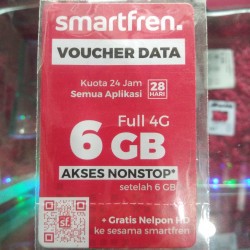 smartfren.
VOUCHER DATA
Kuota 24 Jam
Semua Aplikasi
28
HARI
Full 4G
6 GB
AKSES NONSTOP*
setelah 6 GB
+ Gratis Nelpon HD
ke sesama smartfren
sf.